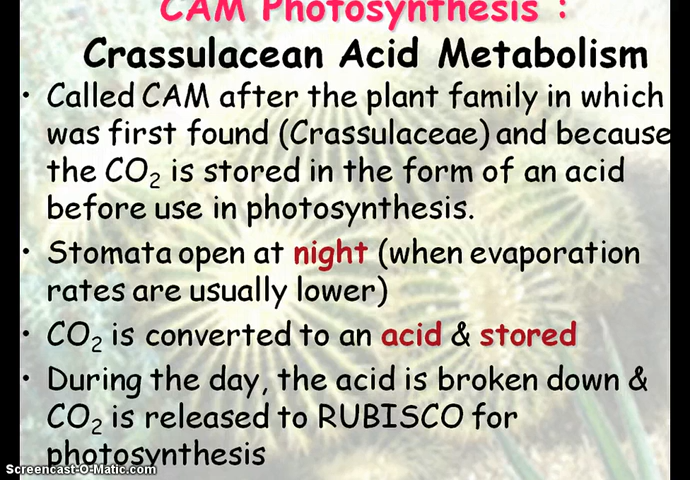 CAM Photosynthesis :
Crassulacean Acid Metabolism
• Called CAM after the plant family in which
was first found (Crassulaceae) and because
the CO₂ is stored in the form of an acid
before use in photosynthesis.
• Stomata open at night (when evaporation
rates are usually lower)
• CO₂ is converted to an acid & stored
• During the day, the acid is broken down &
CO₂ is released to RUBISCO for
photosynthesis
Screencast-O-Matic.com